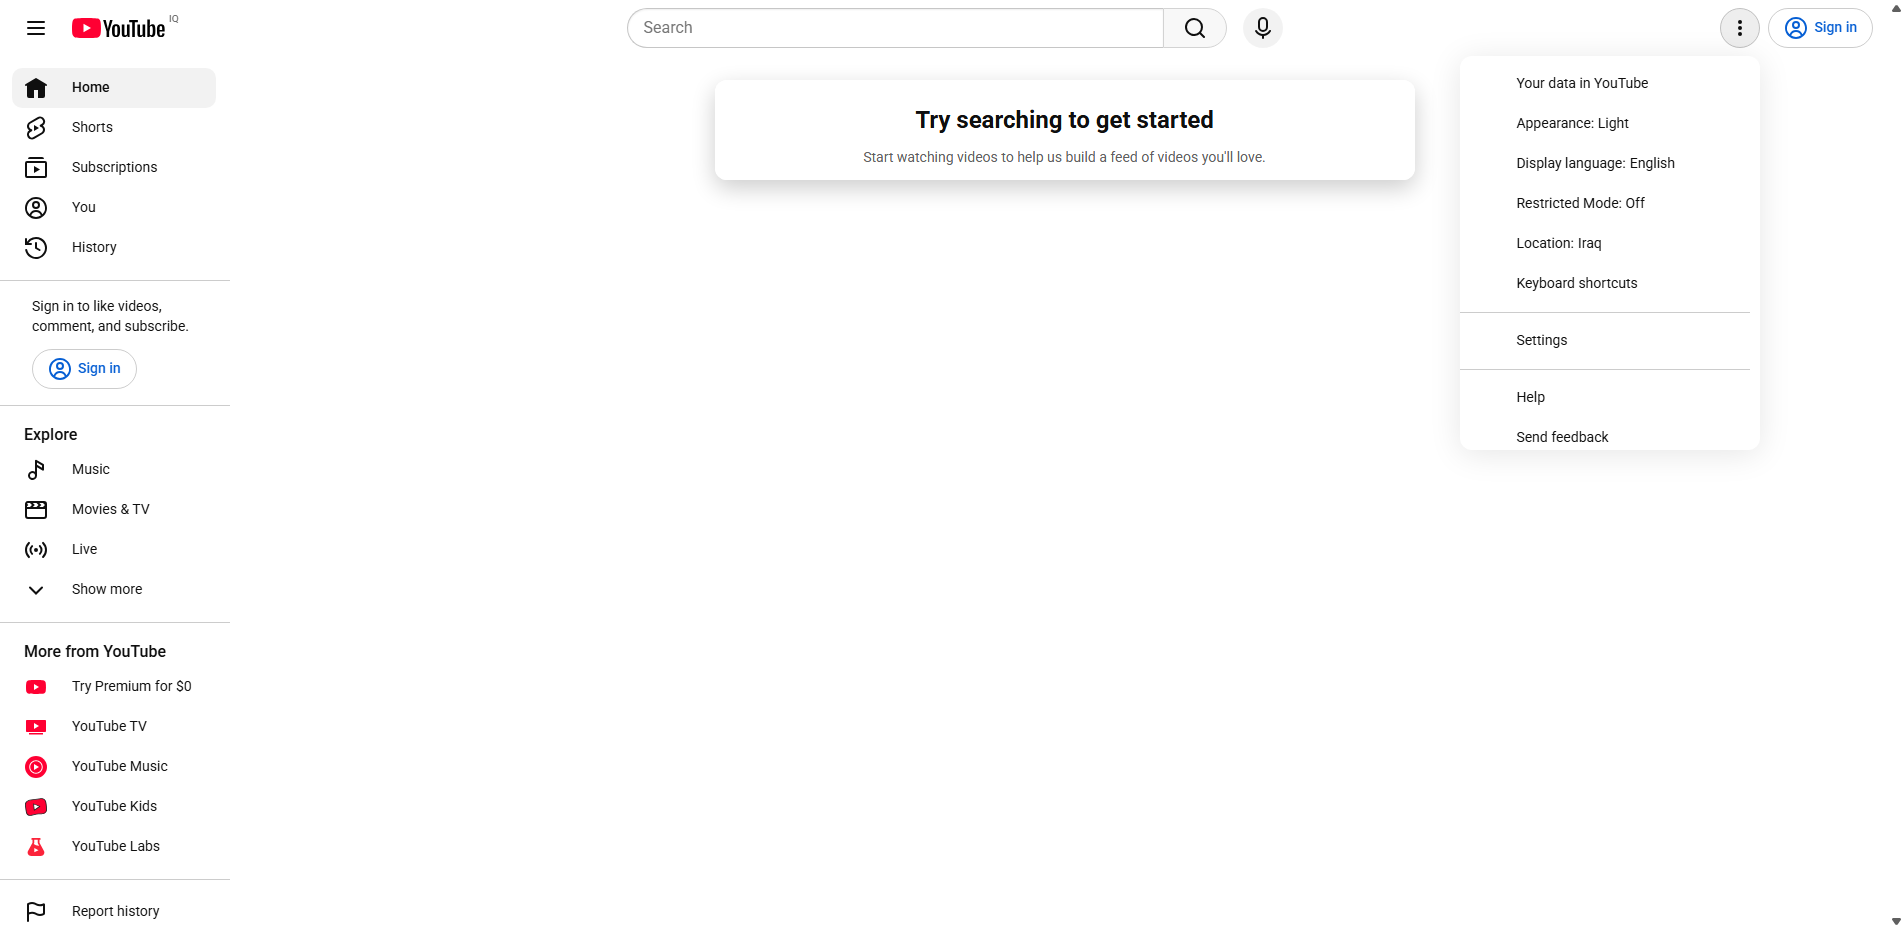 YouTube IQ
Search
Sign in
Home
Shorts
Subscriptions
You
History
Sign in to like videos,
comment, and subscribe.
Sign in
Explore
Music
Movies & TV
Live
Show more
More from YouTube
Try Premium for $0
YouTube TV
YouTube Music
YouTube Kids
YouTube Labs
Report history
Try searching to get started
Start watching videos to help us build a feed of videos you'll love.
Your data in YouTube
Appearance: Light
Display language: English
Restricted Mode: Off
Location: Iraq
Keyboard shortcuts
Settings
Help
Send feedback